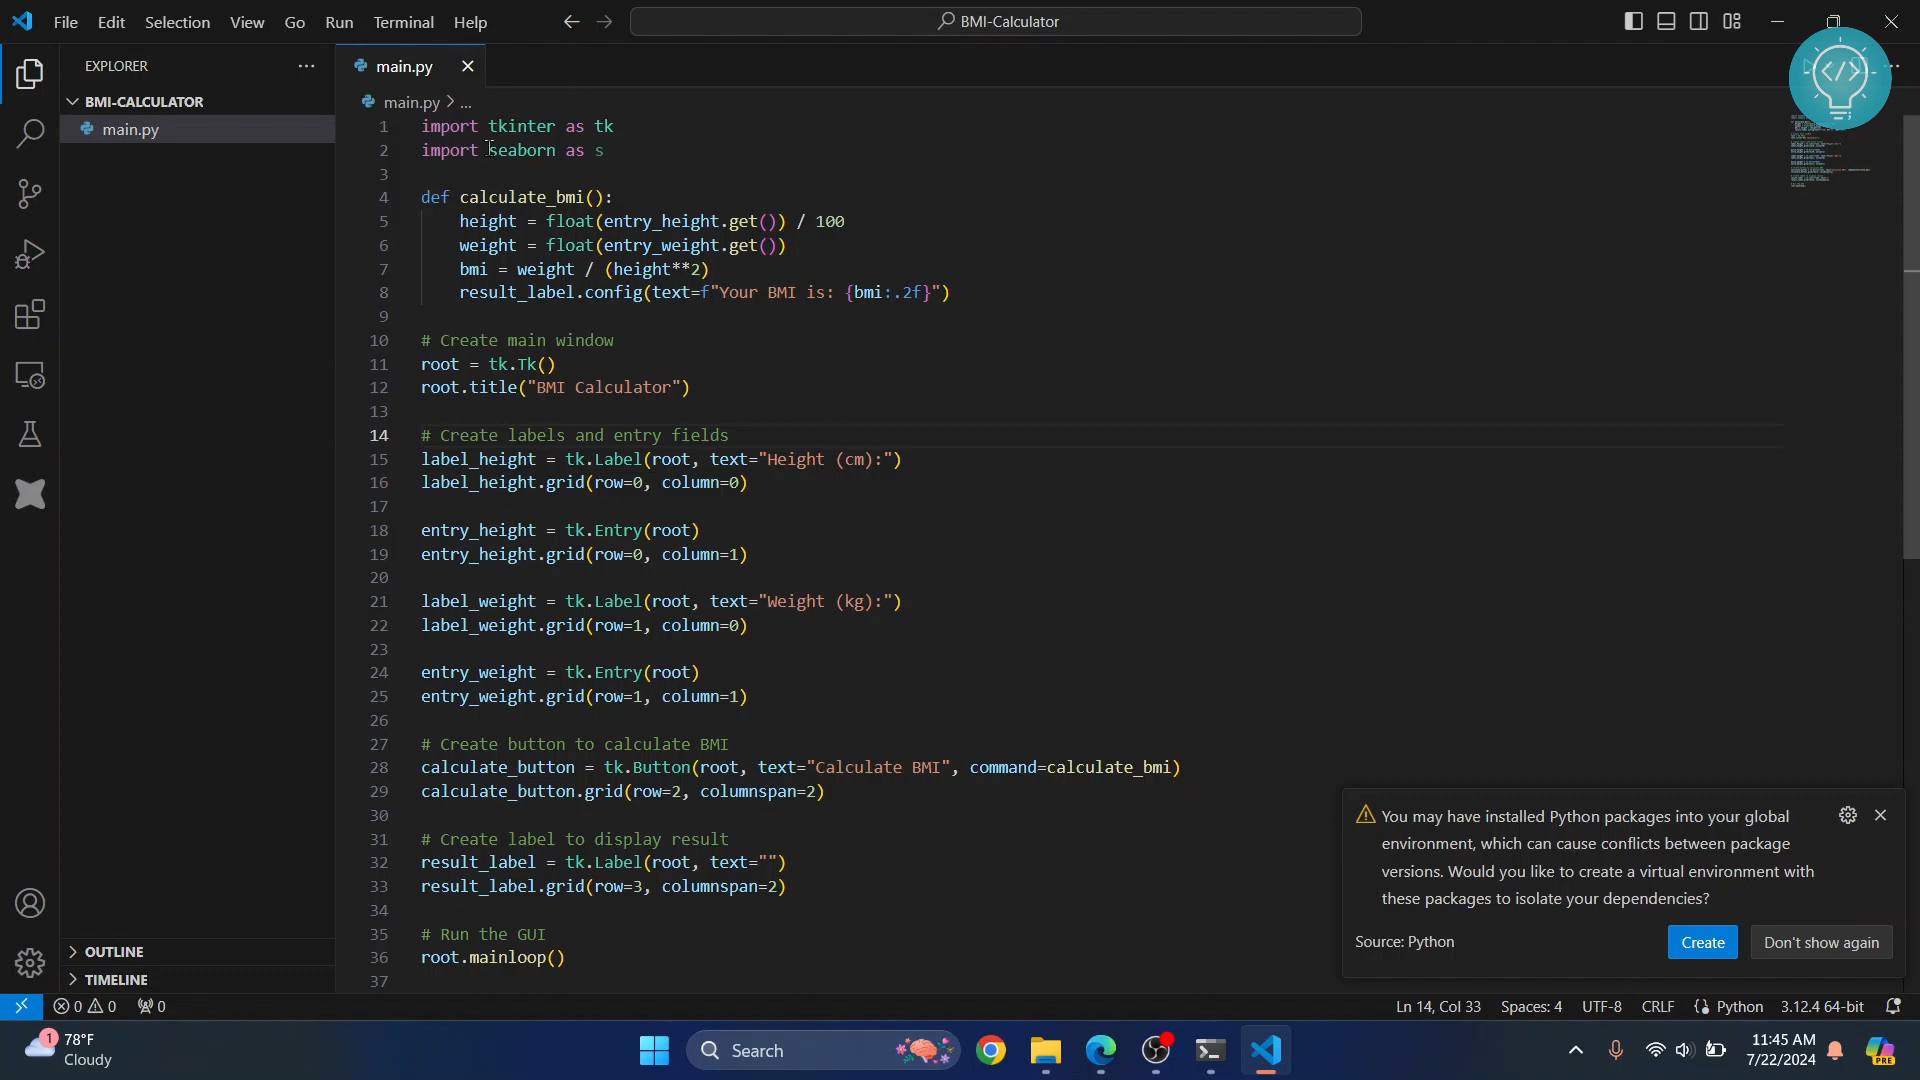 File Edit Selection View Go Run Terminal Help BMI-Calculator
EXPLORER
BMI-CALCULATOR
main.py
OUTLINE
TIMELINE
main.py
main.py > ...
1 import tkinter as tk
2 import seaborn as s
3
4 def calculate_bmi():
5 height = float(entry_height.get()) / 100
6 weight = float(entry_weight.get())
7 bmi = weight / (height**2)
8 result_label.config(text=f"Your BMI is: {bmi:.2f}")
9
10 # Create main window
11 root = tk.Tk()
12 root.title("BMI Calculator")
13
14 # Create labels and entry fields
15 label_height = tk.Label(root, text="Height (cm):")
16 label_height.grid(row=0, column=0)
17
18 entry_height = tk.Entry(root)
19 entry_height.grid(row=0, column=1)
20
21 label_weight = tk.Label(root, text="Weight (kg):")
22 label_weight.grid(row=1, column=0)
23
24 entry_weight = tk.Entry(root)
25 entry_weight.grid(row=1, column=1)
26
27 # Create button to calculate BMI
28 calculate_button = tk.Button(root, text="Calculate BMI", command=calculate_bmi)
29 calculate_button.grid(row=2, columnspan=2)
30
31 # Create label to display result
32 result_label = tk.Label(root, text="")
33 result_label.grid(row=3, columnspan=2)
34
35 # Run the GUI
36 root.mainloop()
37
You may have installed Python packages into your global
environment, which can cause conflicts between package
versions. Would you like to create a virtual environment with
these packages to isolate your dependencies?
Source: Python Create Don't show again
0 0 0 Ln 14, Col 33 Spaces: 4 UTF-8 CRLF {} Python 3.12.4 64-bit
1 78°F
Cloudy
Search
11:45 AM
7/22/2024
PRE